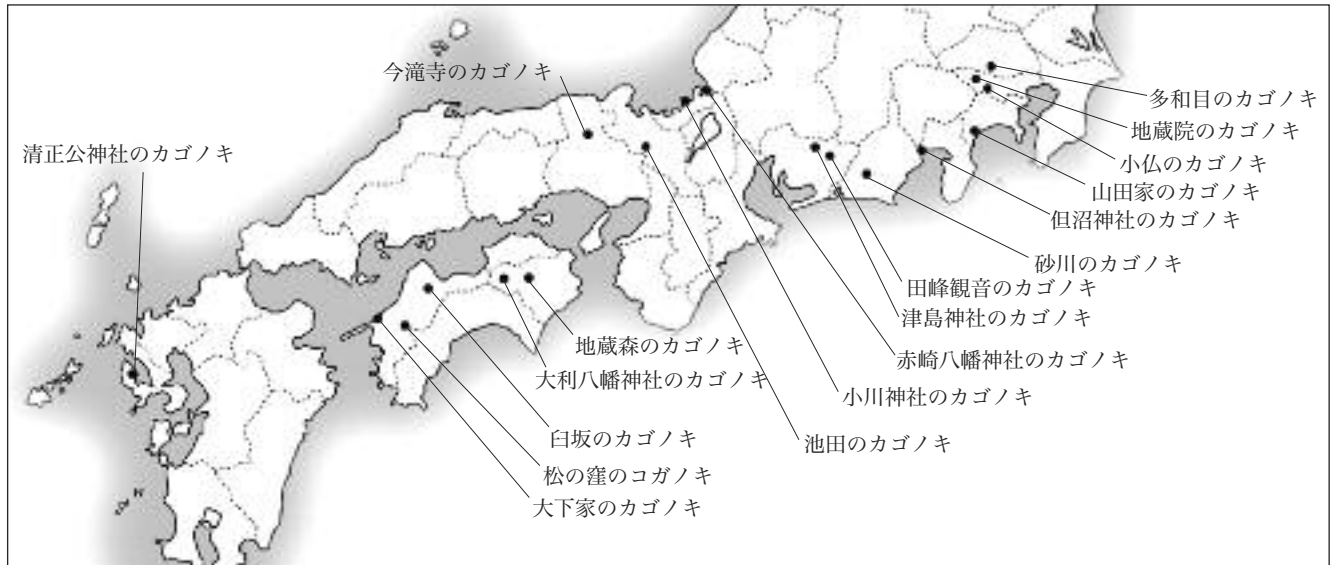 今滝寺のカゴノキ
清正公神社のカゴノキ
多和目のカゴノキ
地蔵院のカゴノキ
小仏のカゴノキ
山田家のカゴノキ
但沼神社のカゴノキ
砂川のカゴノキ
田峰観音のカゴノキ
津島神社のカゴノキ
赤崎八幡神社のカゴノキ
小川神社のカゴノキ
池田のカゴノキ
地蔵森のカゴノキ
大利八幡神社のカゴノキ
臼坂のカゴノキ
松の窪のコガノキ
大下家のカゴノキ